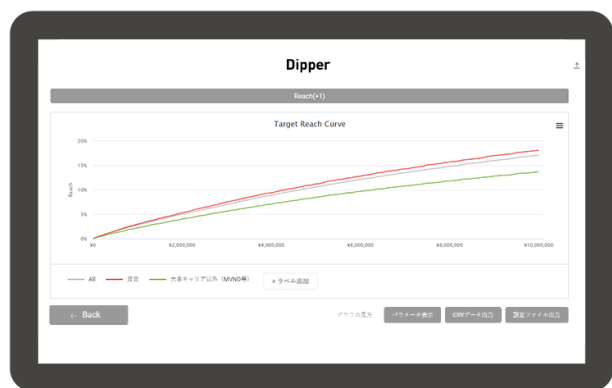 Dipper
Reach(+1)
Target Reach Curve
20%
15%
10%
5%
0%
Reach
¥0 ¥2,000,000 ¥4,000,000 ¥6,000,000 ¥8,000,000 ¥10,000,000
All 賃貸 大手キャリア以外（MVNO等） +ラベル追加
← Back グラフの見方 パラメータ表示 CSVデータ出力 設定ファイル出力